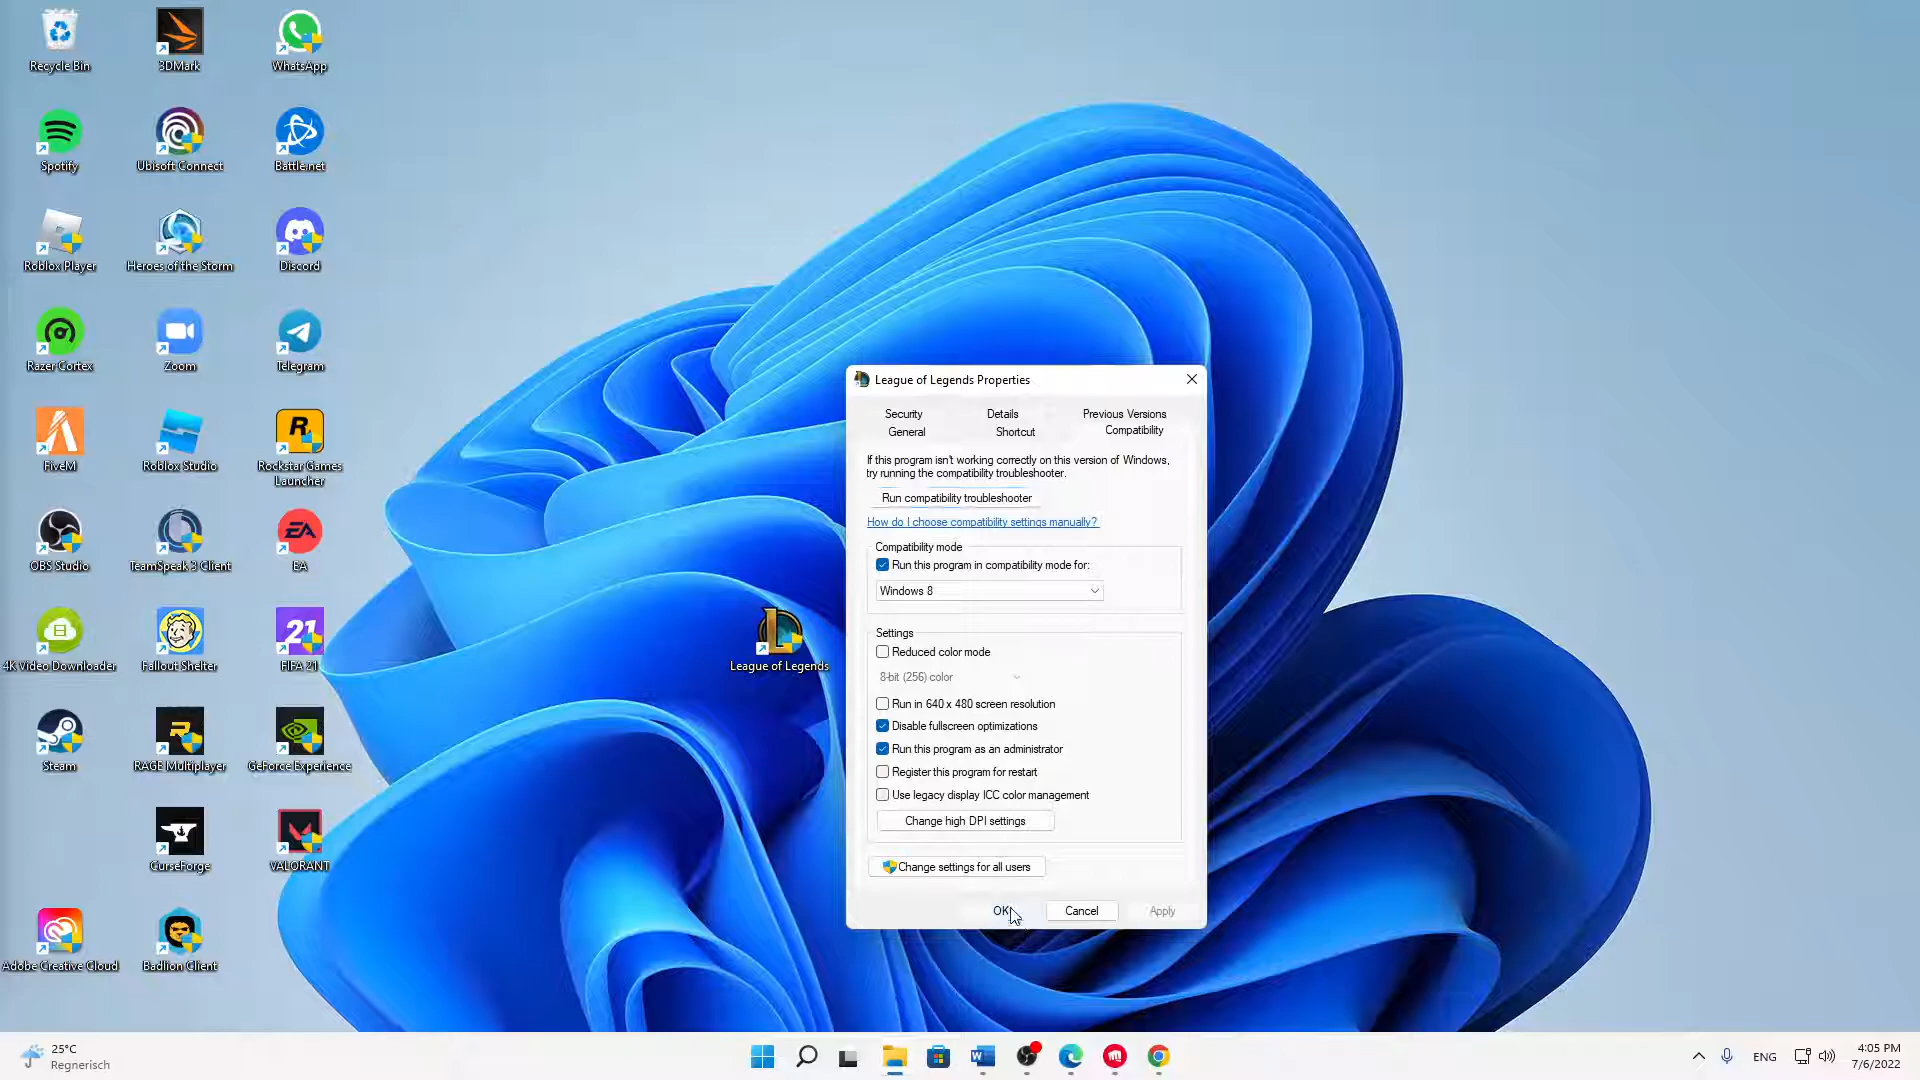 Recycle Bin
3DMark
WhatsApp
Spotify
Ubisoft Connect
Battle.net
Roblox Player
Heroes of the Storm
Discord
Razer Cortex
Zoom
Telegram
FiveM
Roblox Studio
Rockstar Games
Launcher
OBS Studio
TeamSpeak 3 Client
EA
4K Video Downloader
Fallout Shelter
FIFA 21
Steam
RAGE Multiplayer
GeForce Experience
CurseForge
VALORANT
Adobe Creative Cloud
Badlion Client
League of Legends
League of Legends Properties
Security Details Previous Versions
General Shortcut Compatibility
If this program isn't working correctly on this version of Windows,
try running the compatibility troubleshooter.
Run compatibility troubleshooter
How do I choose compatibility settings manually?
Compatibility mode
Run this program in compatibility mode for:
Windows 8
Settings
Reduced color mode
8-bit (256) color
Run in 640 x 480 screen resolution
Disable fullscreen optimizations
Run this program as an administrator
Register this program for restart
Use legacy display ICC color management
Change high DPI settings
Change settings for all users
OK Cancel Apply
25°C
Regnerisch
ENG
4:05 PM
7/6/2022